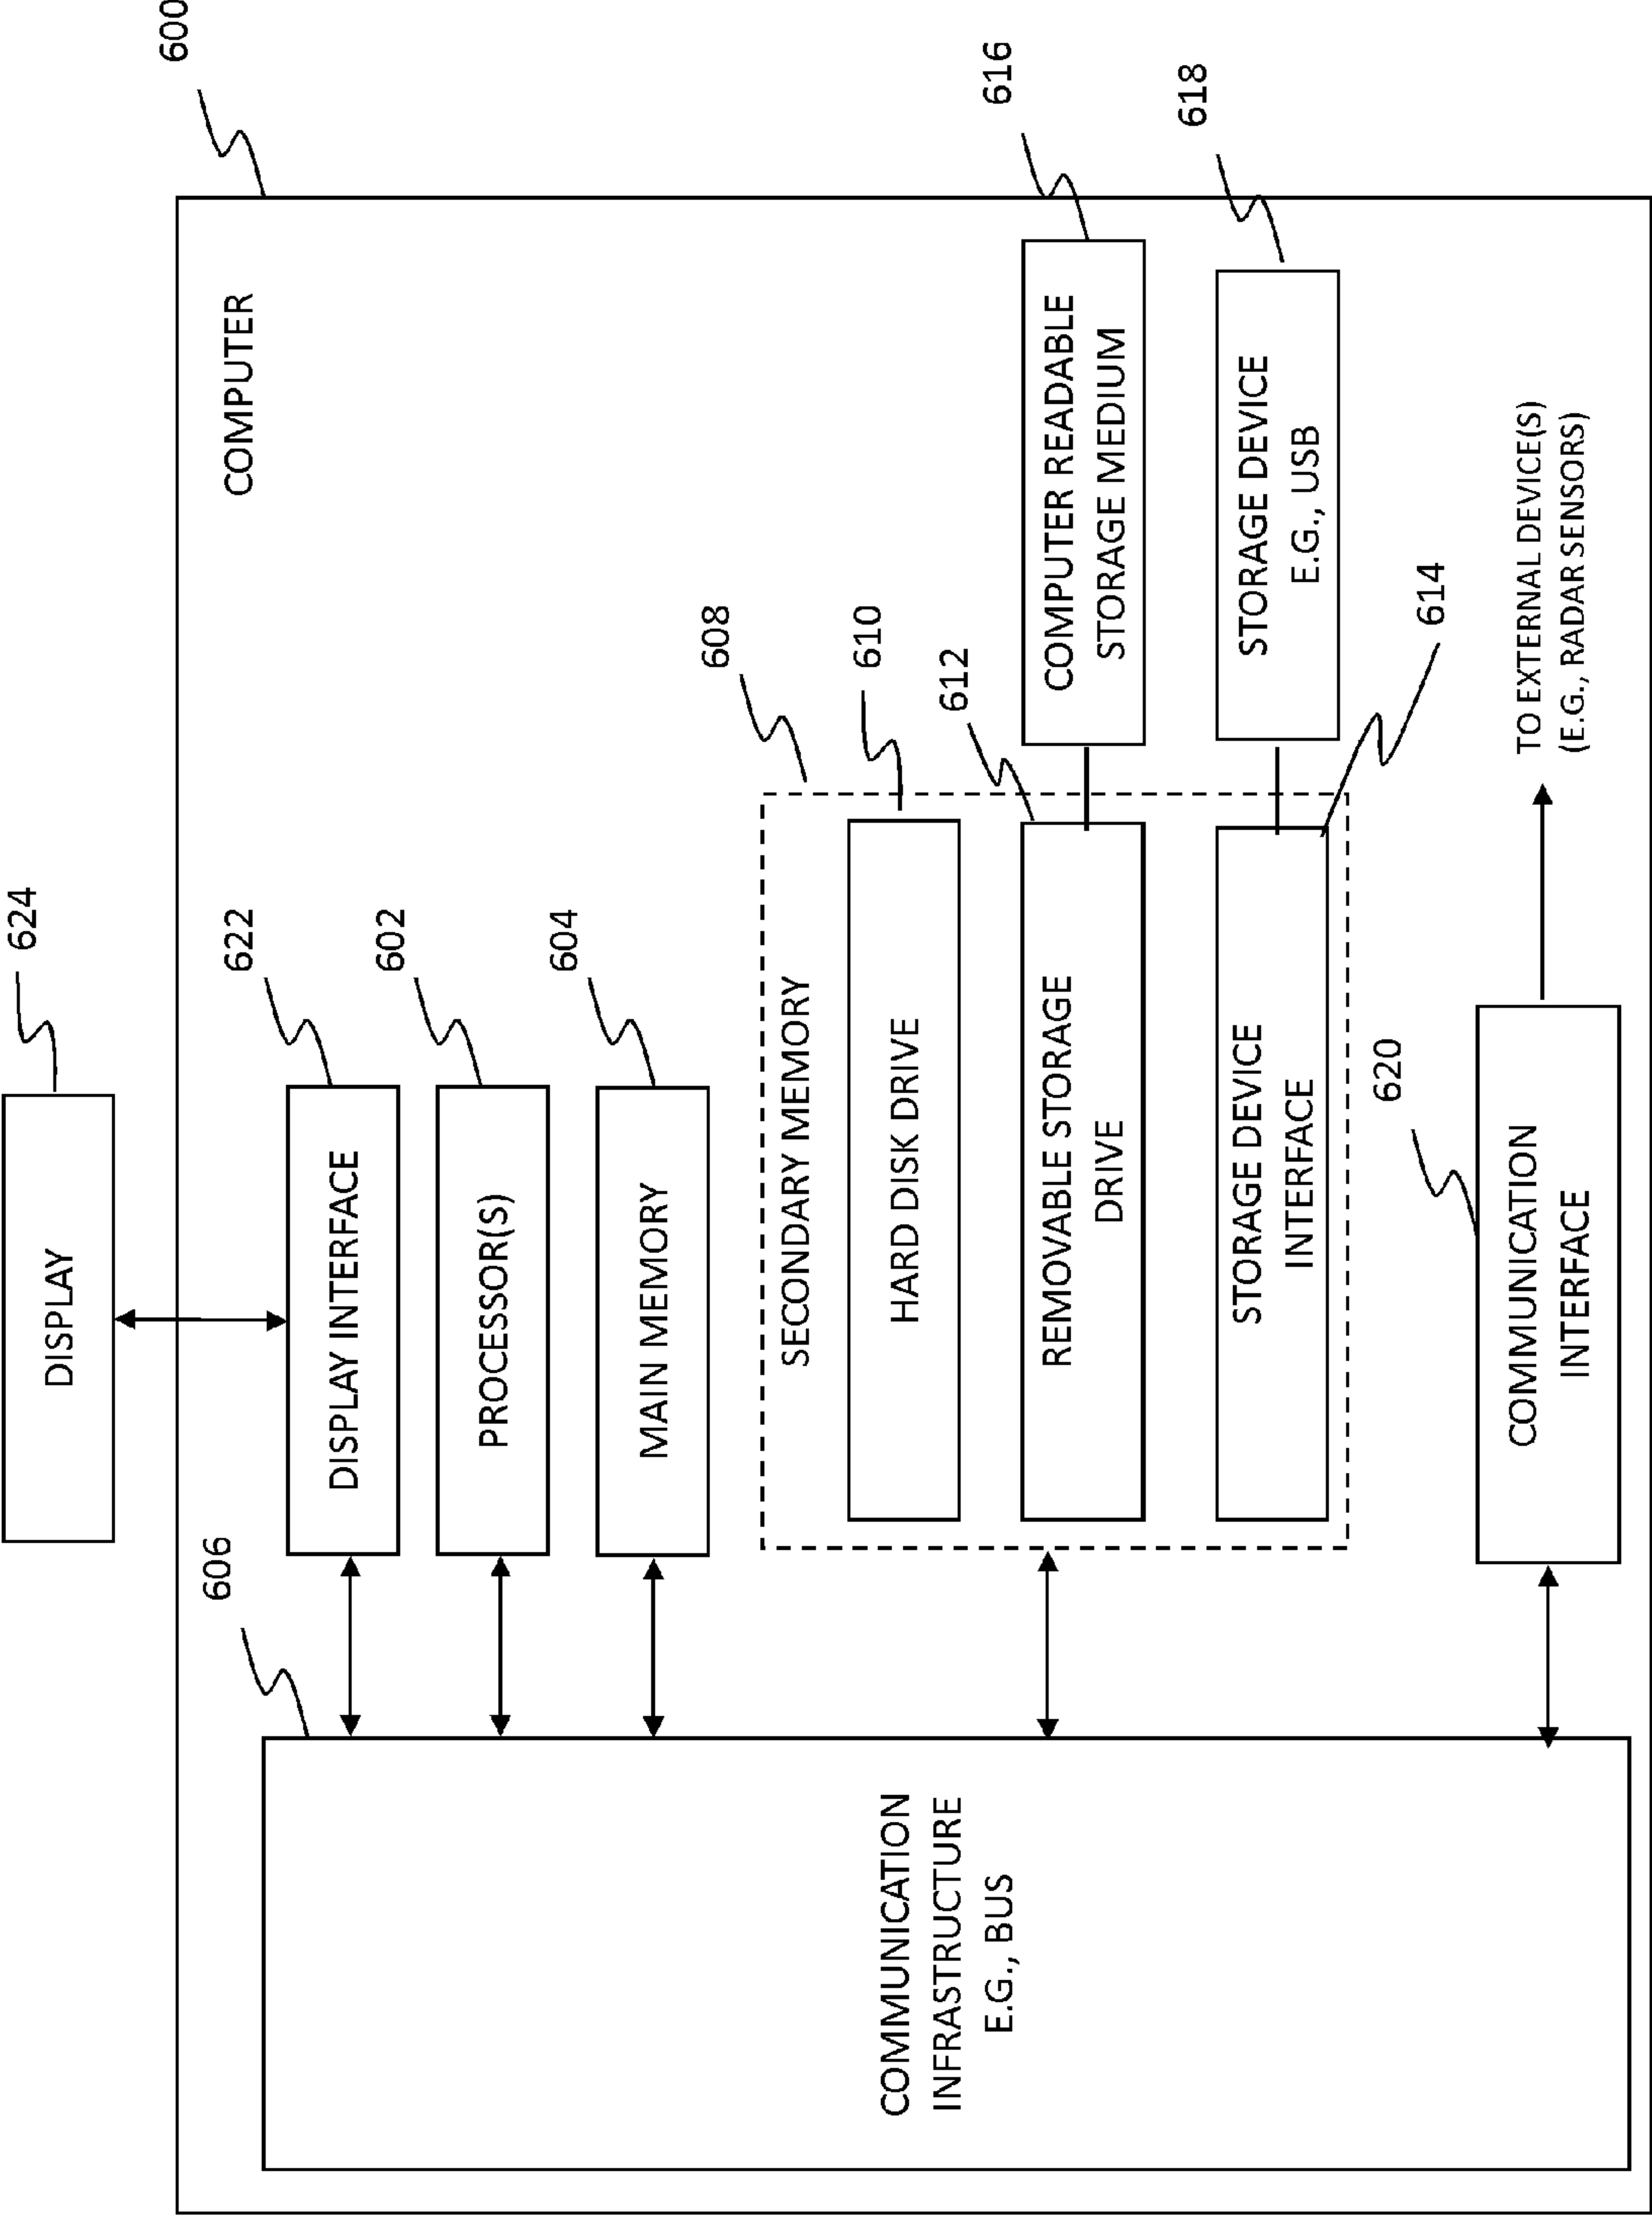 600
COMPUTER
624
DISPLAY
622
DISPLAY INTERFACE
602
PROCESSOR(S)
604
MAIN MEMORY
606
COMMUNICATION
INFRASTRUCTURE
E.G., BUS
608
SECONDARY MEMORY
610
HARD DISK DRIVE
612
REMOVABLE STORAGE
DRIVE
616
COMPUTER READABLE
STORAGE MEDIUM
618
STORAGE DEVICE
E.G., USB
614
STORAGE DEVICE
INTERFACE
620
COMMUNICATION
INTERFACE
TO EXTERNAL DEVICE(S)
(E.G., RADAR SENSORS)